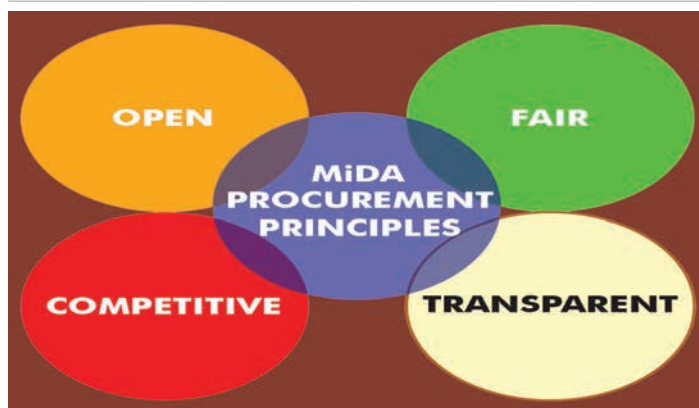 OPEN
FAIR
MiDA
PROCUREMENT
PRINCIPLES
COMPETITIVE
TRANSPARENT